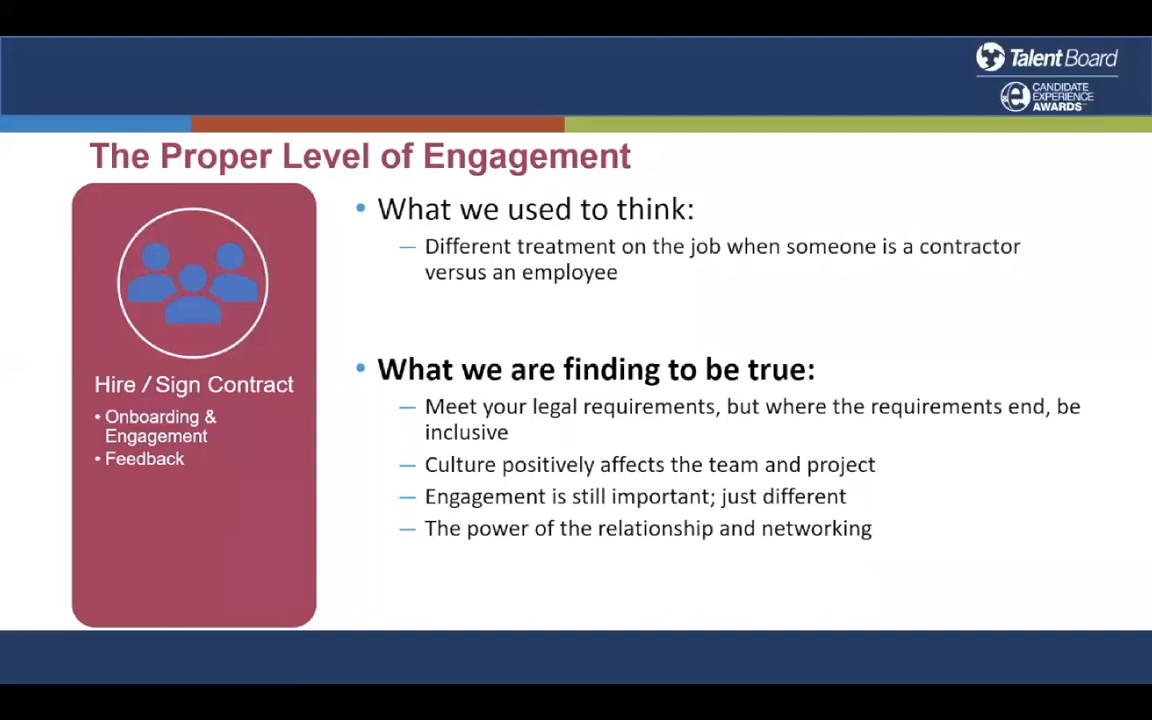 TalentBoard
CANDIDATE
EXPERIENCE
AWARDS
The Proper Level of Engagement
Hire / Sign Contract
• Onboarding &
Engagement
• Feedback
• What we used to think:
— Different treatment on the job when someone is a contractor
versus an employee
• What we are finding to be true:
— Meet your legal requirements, but where the requirements end, be
inclusive
— Culture positively affects the team and project
— Engagement is still important; just different
— The power of the relationship and networking